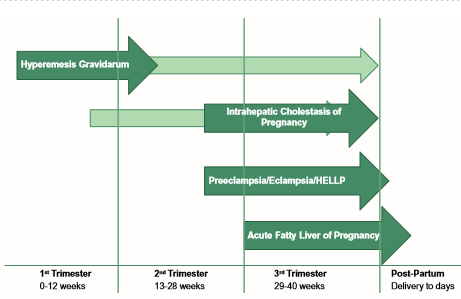 Hyperemesis Gravidarum
Intrahepatic Cholestasis of
Pregnancy
Preeclampsia/Eclampsia/HELLP
Acute Fatty Liver of Pregnancy
1st Trimester
0-12 weeks
2nd Trimester
13-28 weeks
3rd Trimester
29-40 weeks
Post-Partum
Delivery to days